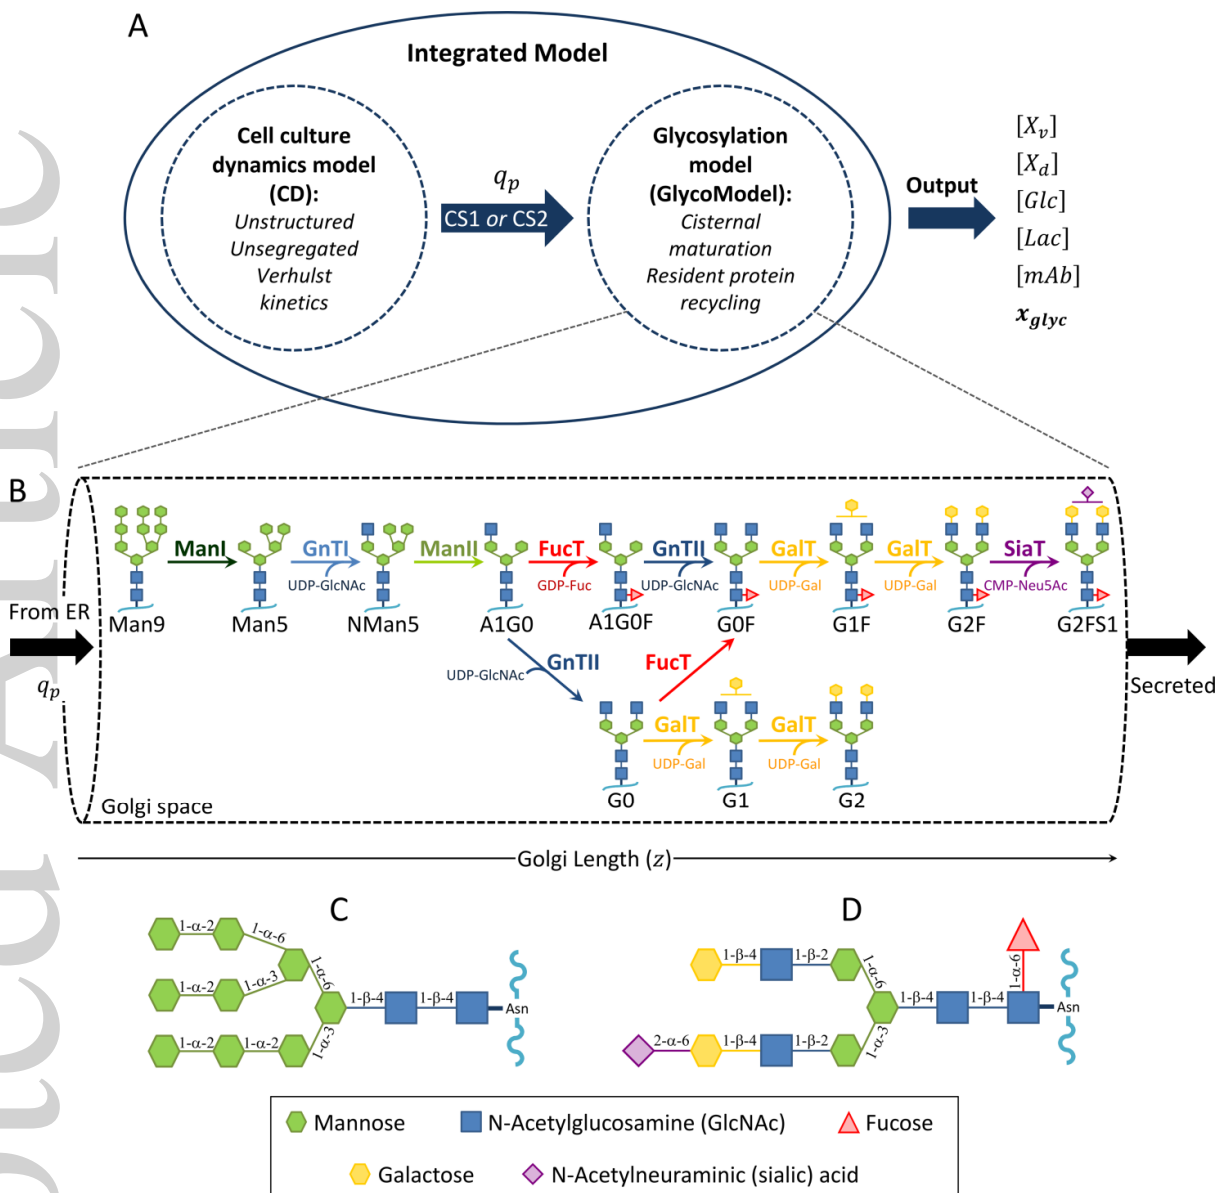 A
Integrated Model
Cell culture
dynamics model
(CD):
Unstructured
Unsegregated
Verhulst
kinetics
q_p
CS1 or CS2
Glycosylation
model
(GlycoModel):
Cisternal
maturation
Resident protein
recycling
Output
[X_v]
[X_d]
[Glc]
[Lac]
[mAb]
x_glyc
B
From ER
q_p
ManI
GnTI
UDP-GlcNAc
ManII
FucT
GDP-Fuc
GnTII
UDP-GlcNAc
GalT
UDP-Gal
GalT
UDP-Gal
SiaT
CMP-Neu5Ac
Man9
Man5
NMan5
A1G0
A1G0F
G0F
G1F
G2F
G2FS1
UDP-GlcNAc
GnTII
FucT
GalT
UDP-Gal
GalT
UDP-Gal
G0
G1
G2
Secreted
Golgi space
Golgi Length (z)
C
1-α-2
1-α-6
1-α-2
1-α-3
1-α-6
1-α-2
1-α-2
1-α-3
1-β-4
1-β-4
Asn
D
1-β-4
1-β-2
1-α-6
2-α-6
1-β-4
1-β-2
1-α-3
1-β-4
1-β-4
1-α-6
Asn
Mannose
N-Acetylglucosamine (GlcNAc)
Fucose
Galactose
N-Acetylneuraminic (sialic) acid